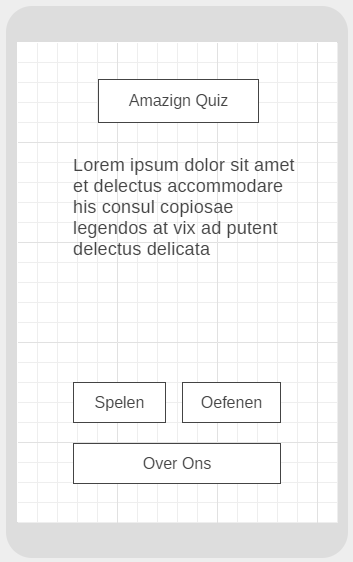 Amazign Quiz
Lorem ipsum dolor sit amet
et delectus accommodare
his consul copiosae
legendos at vix ad putent
delectus delicata
Spelen
Oefenen
Over Ons